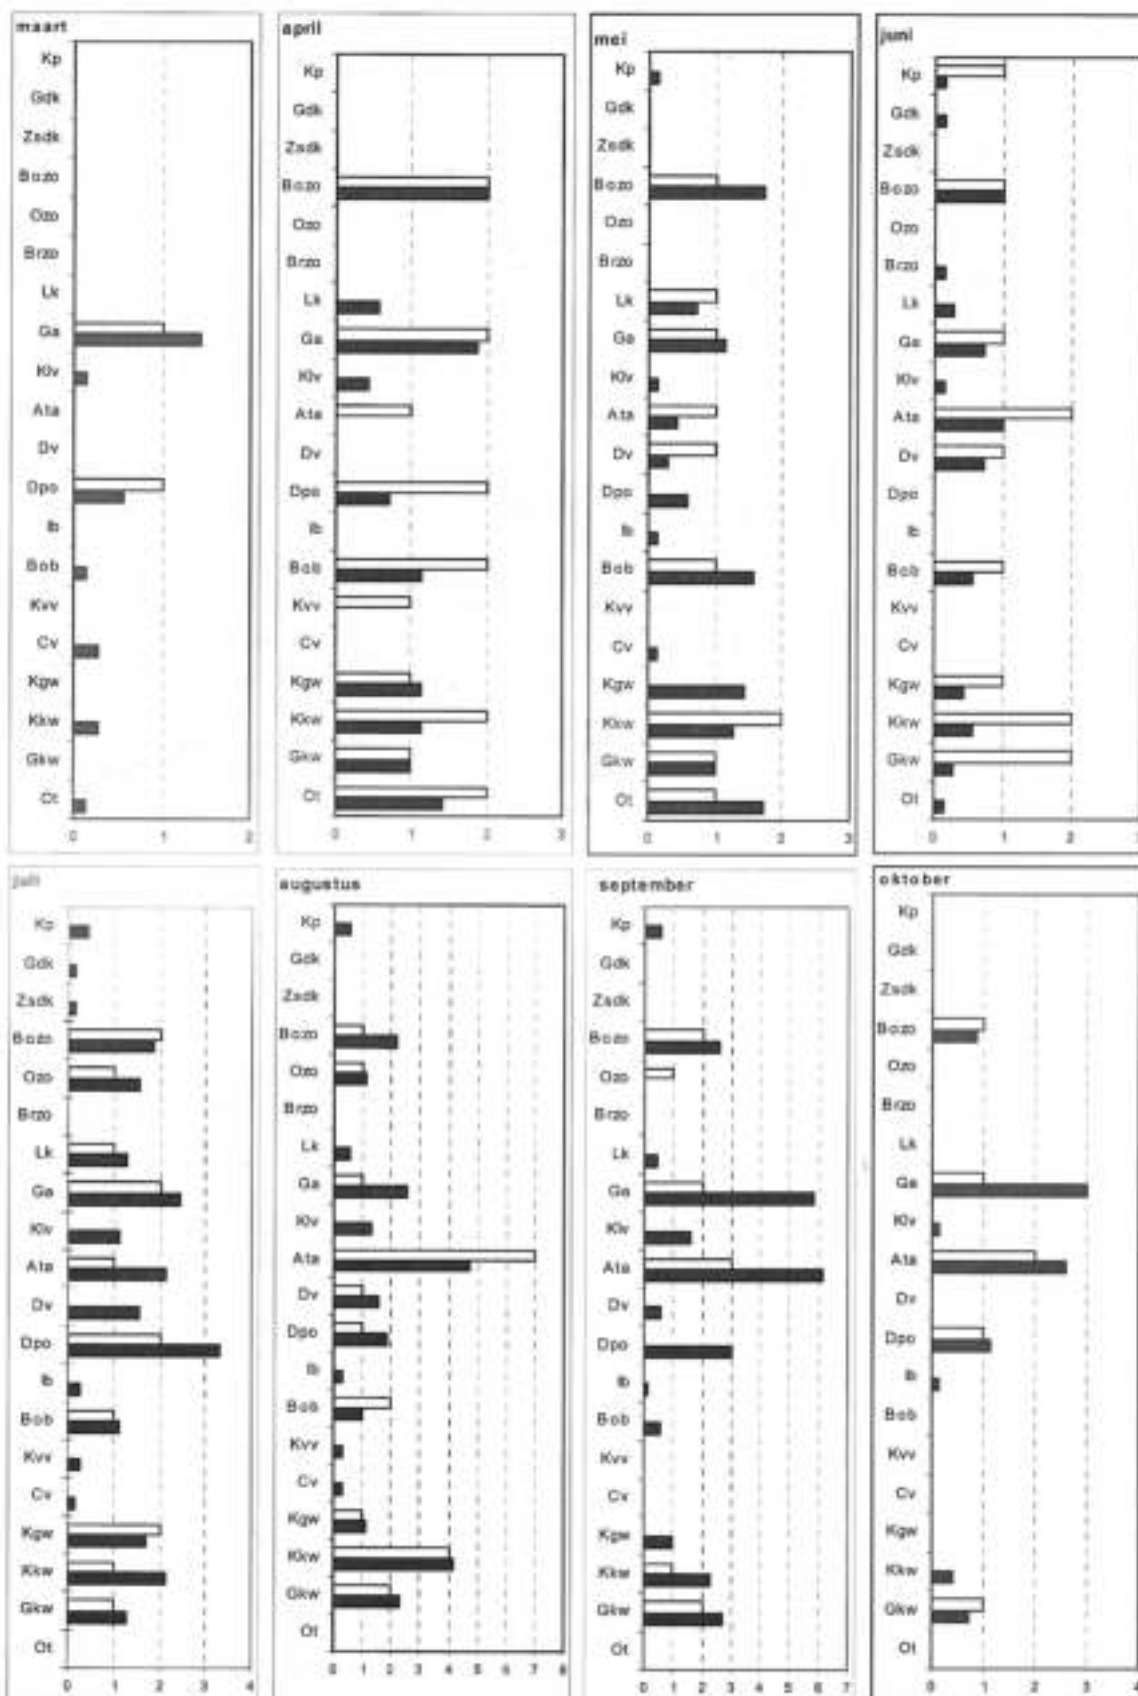 maart
Kp
Gdk
Zsdk
Bozo
Ozo
Brzo
Lk
Ga
Klv
Ata
Dv
Dpo
Ib
Bob
Kvv
Cv
Kgw
Kkw
Gkw
Ot
0 1 2
april
Kp
Gdk
Zsdk
Bozo
Ozo
Brzo
Lk
Ga
Klv
Ata
Dv
Dpo
Ib
Bob
Kvv
Cv
Kgw
Kkw
Gkw
Ot
0 1 2 3
mei
Kp
Gdk
Zsdk
Bozo
Ozo
Brzo
Lk
Ga
Klv
Ata
Dv
Dpo
Ib
Bob
Kvv
Cv
Kgw
Kkw
Gkw
Ot
0 1 2 3
juni
Kp
Gdk
Zsdk
Bozo
Ozo
Brzo
Lk
Ga
Klv
Ata
Dv
Dpo
Ib
Bob
Kvv
Cv
Kgw
Kkw
Gkw
Ot
0 1 2 3
juli
Kp
Gdk
Zsdk
Bozo
Ozo
Brzo
Lk
Ga
Klv
Ata
Dv
Dpo
Ib
Bob
Kvv
Cv
Kgw
Kkw
Gkw
Ot
0 1 2 3 4
augustus
Kp
Gdk
Zsdk
Bozo
Ozo
Brzo
Lk
Ga
Klv
Ata
Dv
Dpo
Ib
Bob
Kvv
Cv
Kgw
Kkw
Gkw
Ot
0 1 2 3 4 5 6 7 8
september
Kp
Gdk
Zsdk
Bozo
Ozo
Brzo
Lk
Ga
Klv
Ata
Dv
Dpo
Ib
Bob
Kvv
Cv
Kgw
Kkw
Gkw
Ot
0 1 2 3 4 5 6 7
oktober
Kp
Gdk
Zsdk
Bozo
Ozo
Brzo
Lk
Ga
Klv
Ata
Dv
Dpo
Ib
Bob
Kvv
Cv
Kgw
Kkw
Gkw
Ot
0 1 2 3 4